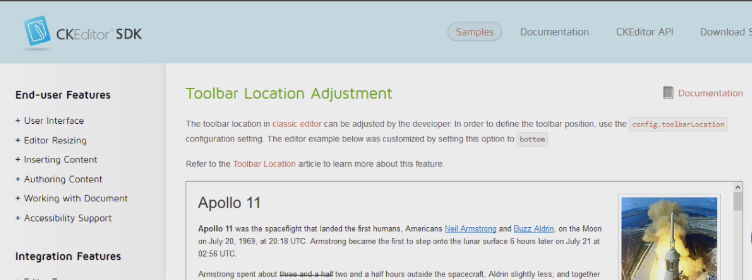 CKEditor™ SDK
Samples
Documentation
CKEditor API
Download S
End-user Features
+ User Interface
+ Editor Resizing
+ Inserting Content
+ Authoring Content
+ Working with Document
+ Accessibility Support
Integration Features
Toolbar Location Adjustment
Documentation
The toolbar location in classic editor can be adjusted by the developer. In order to define the toolbar position, use the config.toolbarLocation
configuration setting. The editor example below was customized by setting this option to bottom.
Refer to the Toolbar Location article to learn more about this feature.
Apollo 11
Apollo 11 was the spaceflight that landed the first humans, Americans Neil Armstrong and Buzz Aldrin, on the Moon
on July 20, 1969, at 20:18 UTC. Armstrong became the first to step onto the lunar surface 6 hours later on July 21 at
02:56 UTC.
Armstrong spent about three and a half two and a half hours outside the spacecraft, Aldrin slightly less; and together